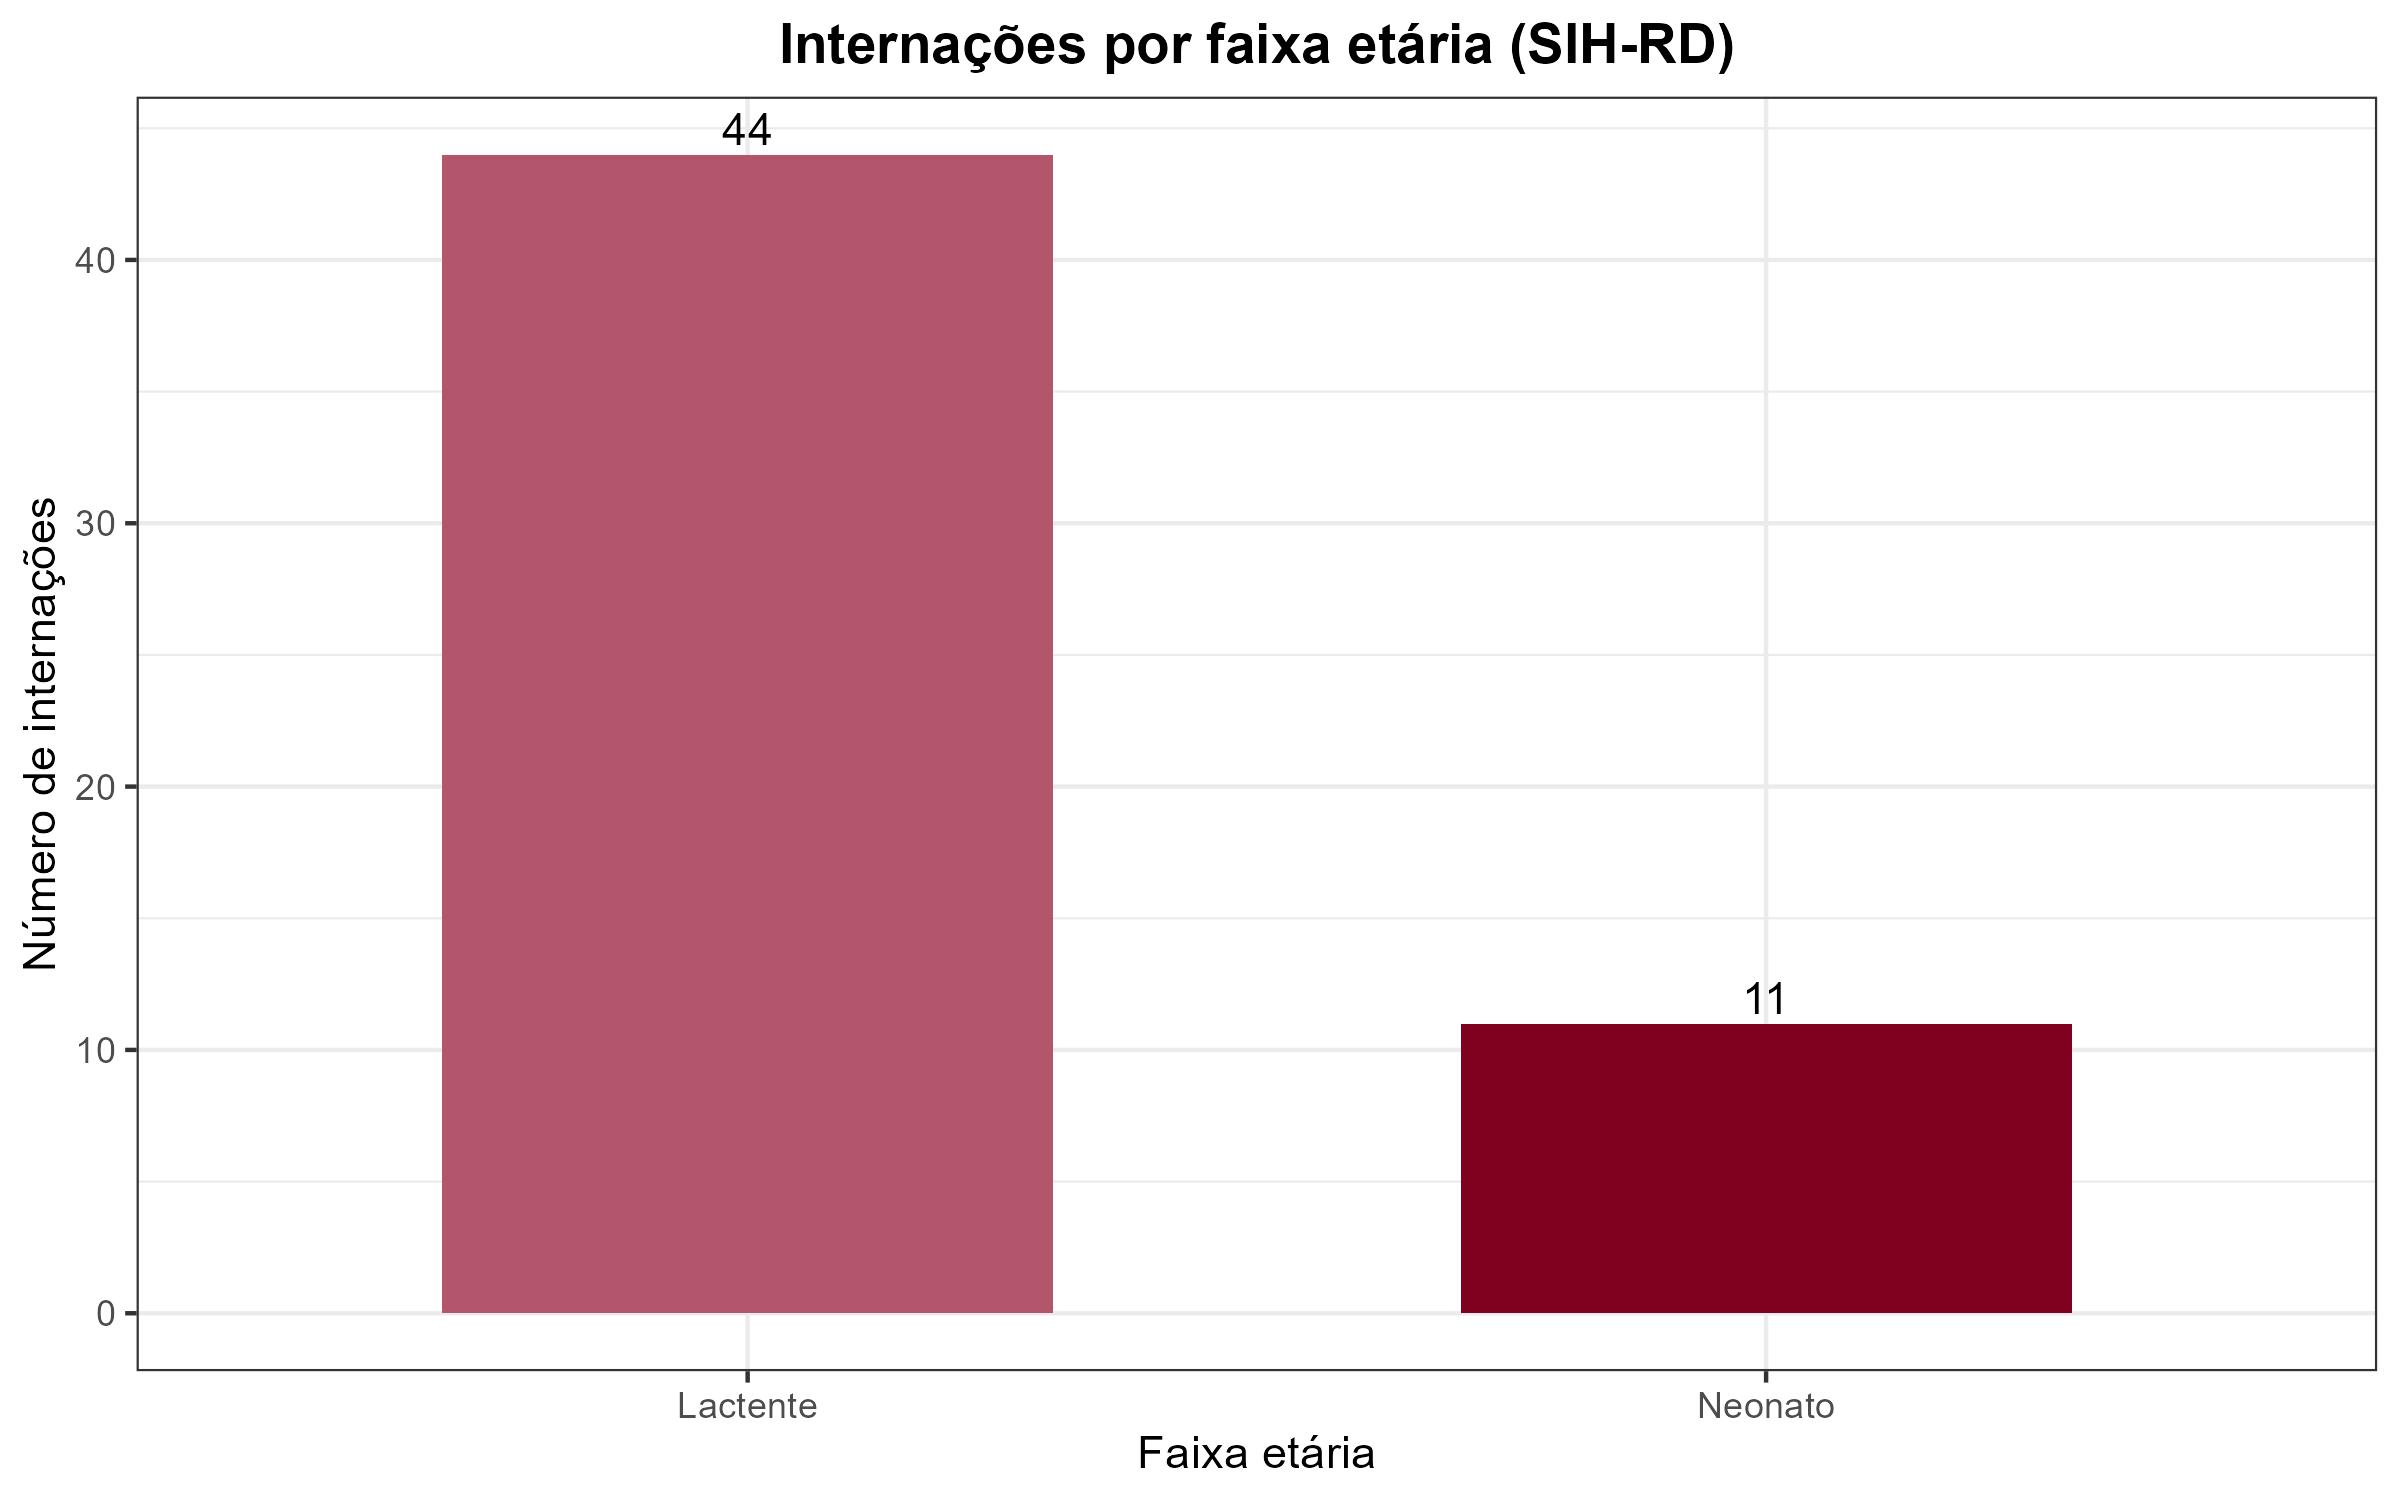 Internações por faixa etária (SIH-RD)
Número de internações
44
40
30
20
11
10
0
Lactente
Neonato
Faixa etária